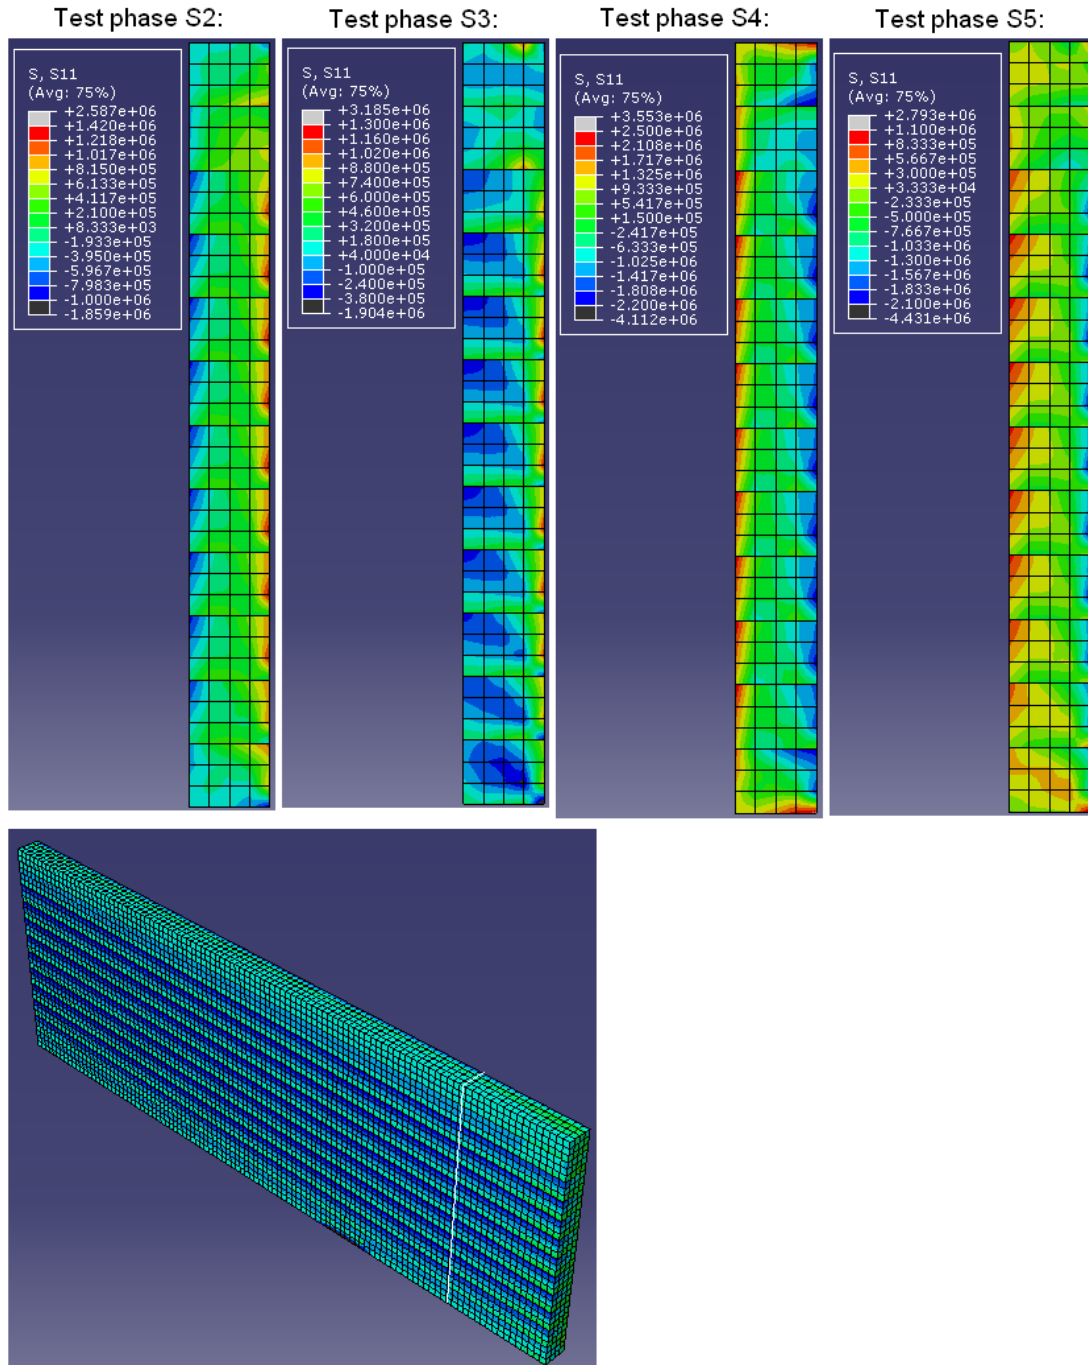 Test phase S2:
Test phase S3:
Test phase S4:
Test phase S5:
S, S11
(Avg: 75%)
+2.587e+06
+1.420e+06
+1.218e+06
+1.017e+06
+8.150e+05
+6.133e+05
+4.117e+05
+2.100e+05
+8.333e+03
-1.933e+05
-3.950e+05
-5.967e+05
-7.983e+05
-1.000e+06
-1.859e+06
S, S11
(Avg: 75%)
+3.185e+06
+1.300e+06
+1.160e+06
+1.020e+06
+8.800e+05
+7.400e+05
+6.000e+05
+4.600e+05
+3.200e+05
+1.800e+05
+4.000e+04
-1.000e+05
-2.400e+05
-3.800e+05
-1.904e+06
S, S11
(Avg: 75%)
+3.553e+06
+2.500e+06
+2.108e+06
+1.717e+06
+1.325e+06
+9.333e+05
+5.417e+05
+1.500e+05
-2.417e+05
-6.333e+05
-1.025e+06
-1.417e+06
-1.808e+06
-2.200e+06
-4.112e+06
S, S11
(Avg: 75%)
+2.793e+06
+1.100e+06
+8.333e+05
+5.667e+05
+3.000e+05
+3.333e+04
-2.333e+05
-5.000e+05
-7.667e+05
-1.033e+06
-1.300e+06
-1.567e+06
-1.833e+06
-2.100e+06
-4.431e+06